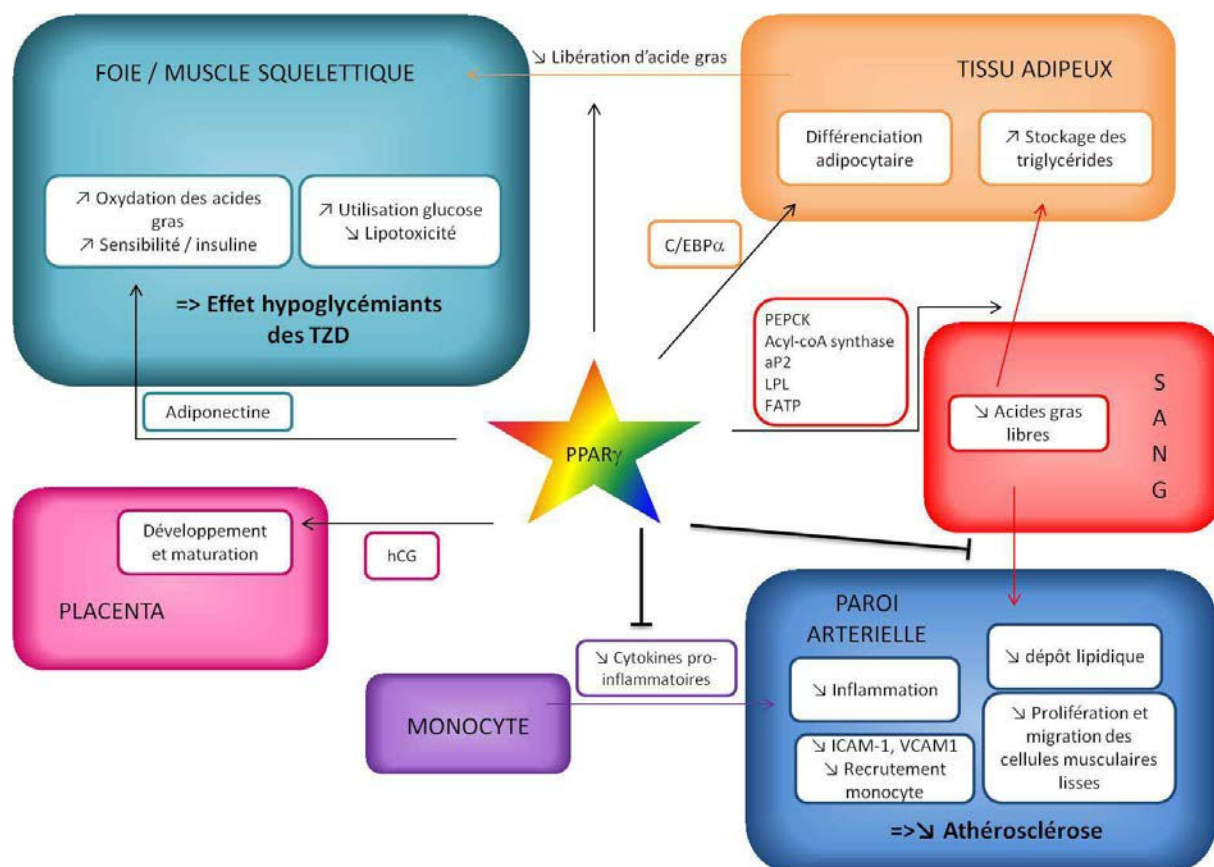 FOIE / MUSCLE SQUELETTIQUE
↗ Oxydation des acides
gras
↗ Sensibilité / insuline
↗ Utilisation glucose
↘ Lipotoxicité
=> Effet hypoglycémiants
des TZD
↘ Libération d’acide gras
TISSU ADIPEUX
Différenciation
adipocytaire
↗ Stockage des
triglycérides
C/EBPα
PEPCK
Acyl-coA synthase
aP2
LPL
FATP
↘ Acides gras
libres
S
A
N
G
Adiponectine
PPARγ
Développement
et maturation
hCG
PLACENTA
↘ Cytokines pro-
inflammatoires
MONOCYTE
PAROI
ARTERIELLE
↘ dépôt lipidique
↘ Inflammation
↘ Prolifération et
migration des
cellules musculaires
lisses
↘ ICAM-1, VCAM1
↘ Recrutement
monocyte
=>↘ Athérosclérose